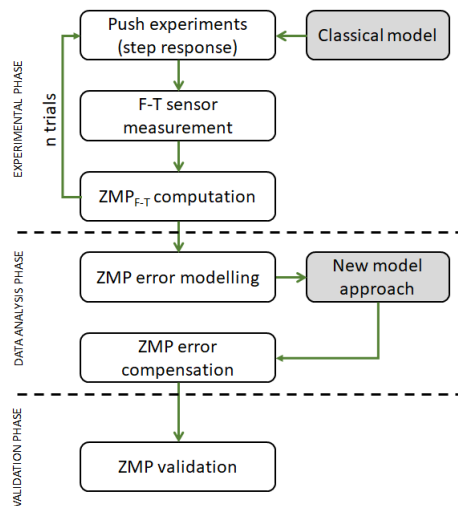 Push experiments
(step response)
Classical model
EXPERIMENTAL PHASE
n trials
F-T sensor
measurement
ZMP_F-T computation
DATA ANALYSIS PHASE
ZMP error modelling
New model
approach
ZMP error
compensation
VALIDATION PHASE
ZMP validation